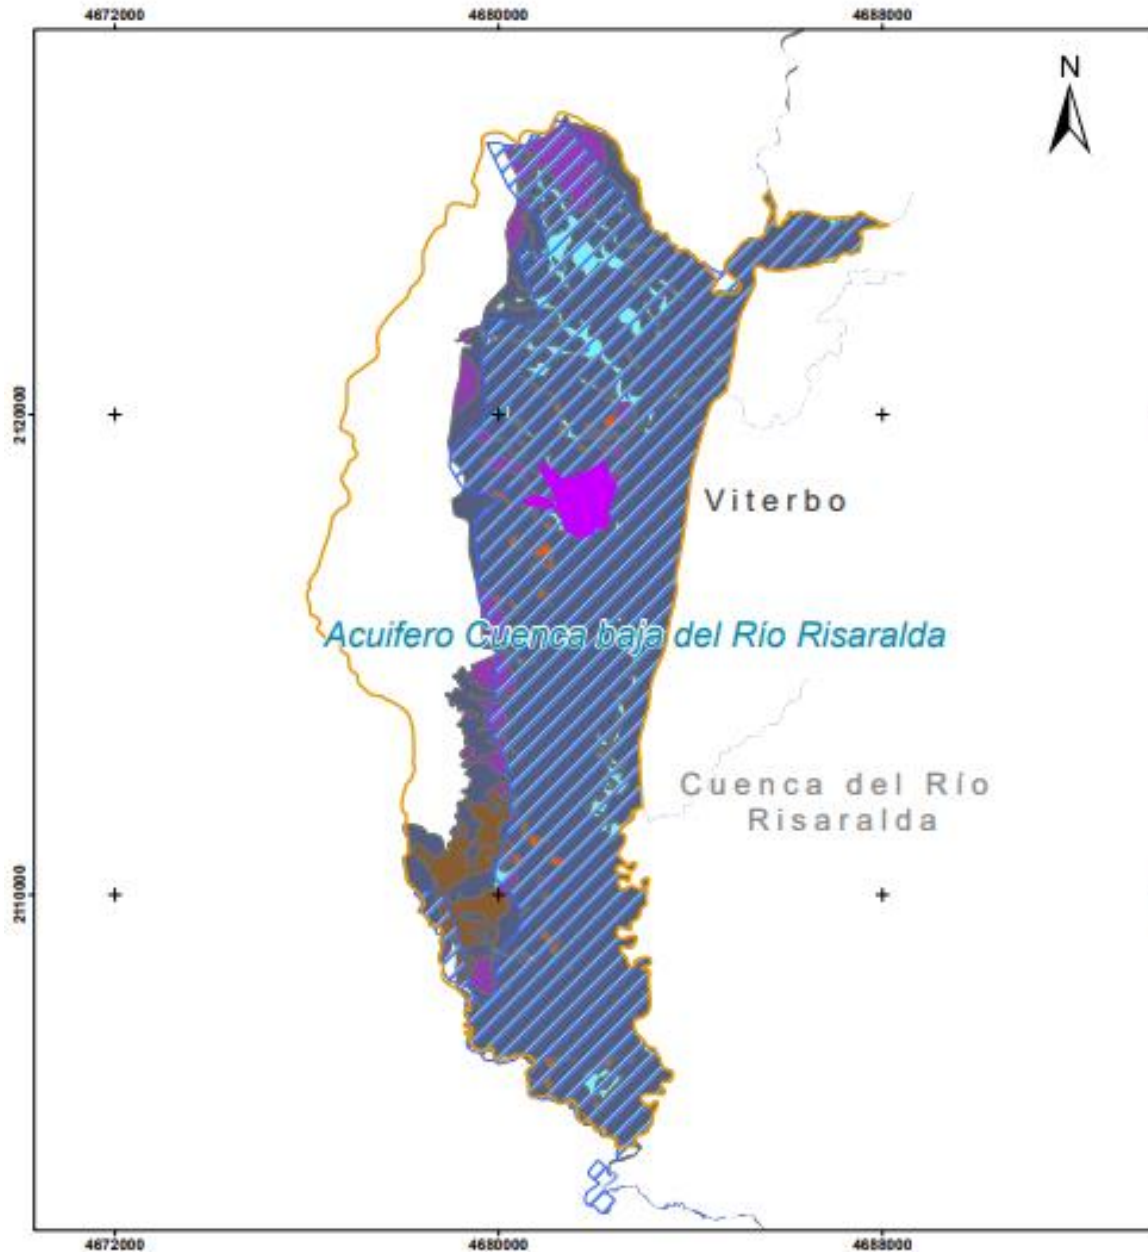 4672000 4680000 4688000
N
2120000
Viterbo
Acuifero Cuenca baja del Río Risaralda
Cuenca del Río
Risaralda
2110000
4672000 4680000 4688000